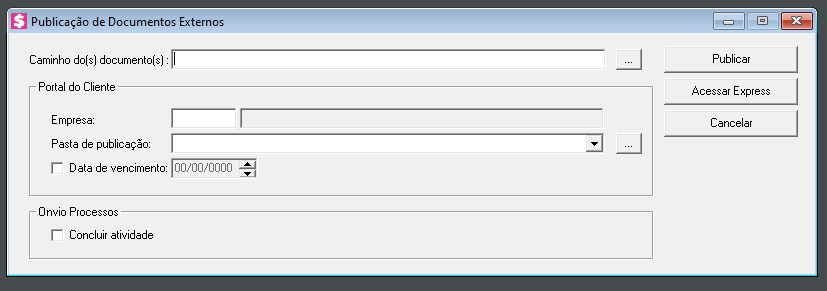 $ Publicação de Documentos Externos
Caminho do(s) documento(s) : ...
Publicar
Portal do Cliente
Acessar Express
Empresa:
Cancelar
Pasta de publicação: ...
Data de vencimento: 00/00/0000
Onvio Processos
Concluir atividade